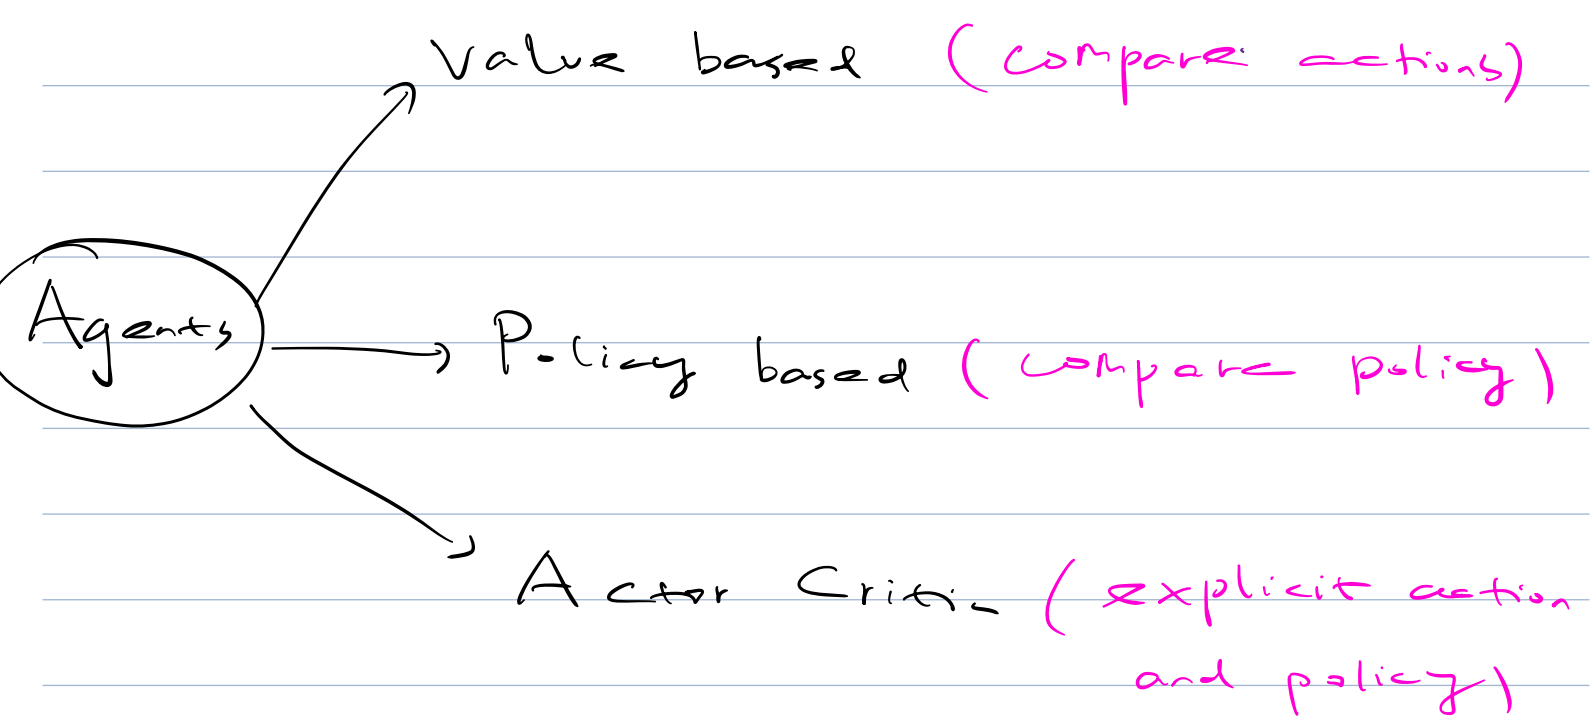 Value based (compare actions)
Agents
Policy based (compare policy)
Actor Critic (explicit action
and policy)